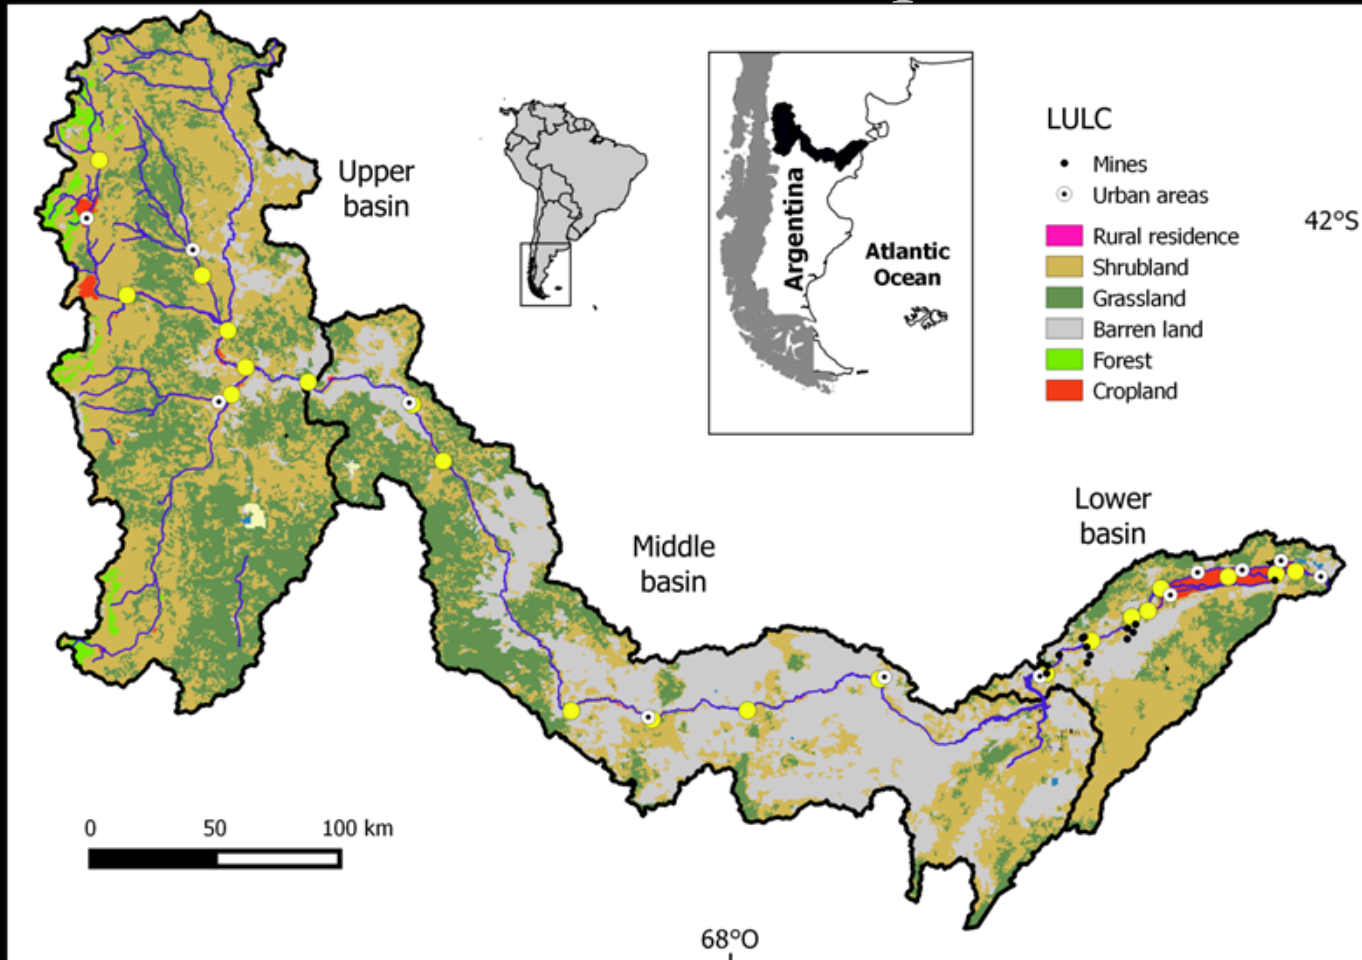 Upper
basin
Argentina
Atlantic
Ocean
LULC
Mines
Urban areas
Rural residence
Shrubland
Grassland
Barren land
Forest
Cropland
42°S
Middle
basin
Lower
basin
0 50 100 km
68°O